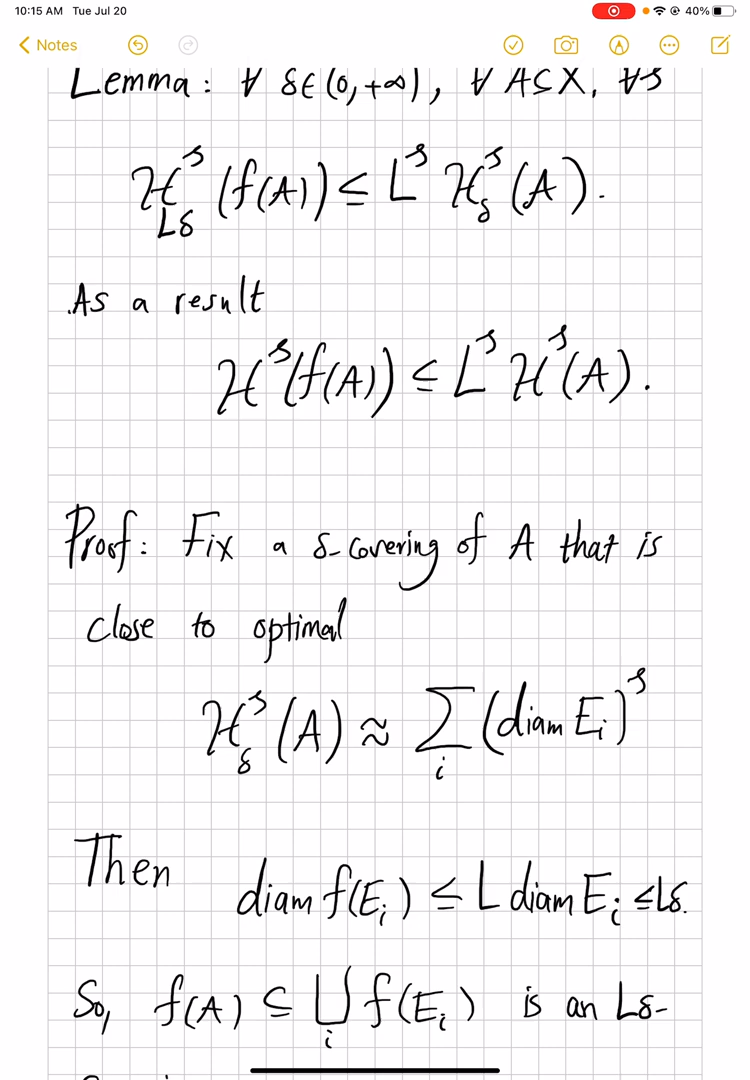 10:15 AM Tue Jul 20
40%
Notes
Lemma: ∀ δ∈(0,+∞), ∀ A⊆X, ∀s
ℋ^s_{Lδ}(f(A)) ≤ L^s ℋ^s_δ(A).
As a result
ℋ^s(f(A)) ≤ L^s ℋ^s(A).
Proof: Fix a δ-covering of A that is
close to optimal
ℋ^s_δ(A) ≈ ∑_i (diam E_i)^s
Then diam f(E_i) ≤ L diam E_i ≤ Lδ.
So, f(A) ⊆ ⋃_i f(E_i) is an Lδ-